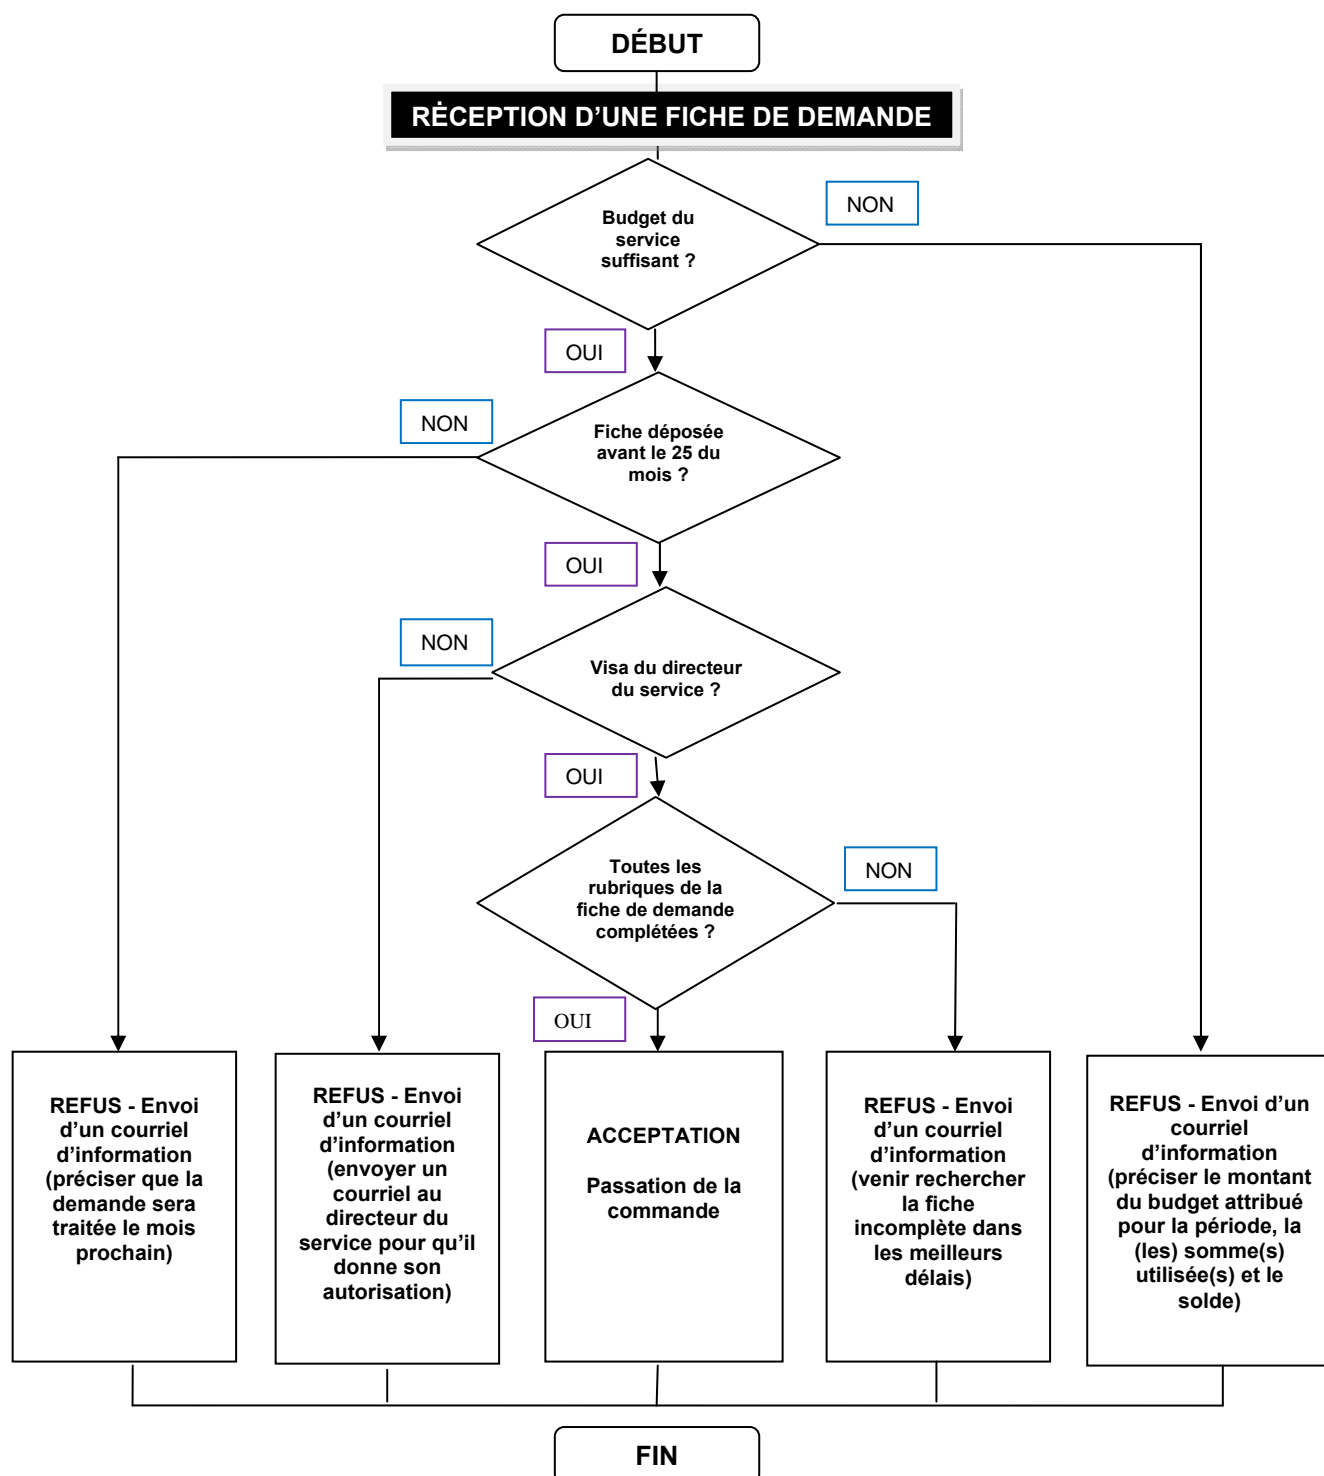 DÉBUT
RÉCEPTION D’UNE FICHE DE DEMANDE
NON
Budget du
service
suffisant ?
OUI
NON
Fiche déposée
avant le 25 du
mois ?
OUI
NON
Visa du directeur
du service ?
OUI
Toutes les
rubriques de la
fiche de demande
complétées ?
NON
OUI
REFUS - Envoi
d’un courriel
d’information
(préciser que la
demande sera
traitée le mois
prochain)
REFUS - Envoi
d’un courriel
d’information
(envoyer un
courriel au
directeur du
service pour qu’il
donne son
autorisation)
ACCEPTATION
Passation de la
commande
REFUS - Envoi
d’un courriel
d’information
(venir rechercher
la fiche
incomplète dans
les meilleurs
délais)
REFUS - Envoi d’un
courriel
d’information
(préciser le montant
du budget attribué
pour la période, la
(les) somme(s)
utilisée(s) et le
solde)
FIN